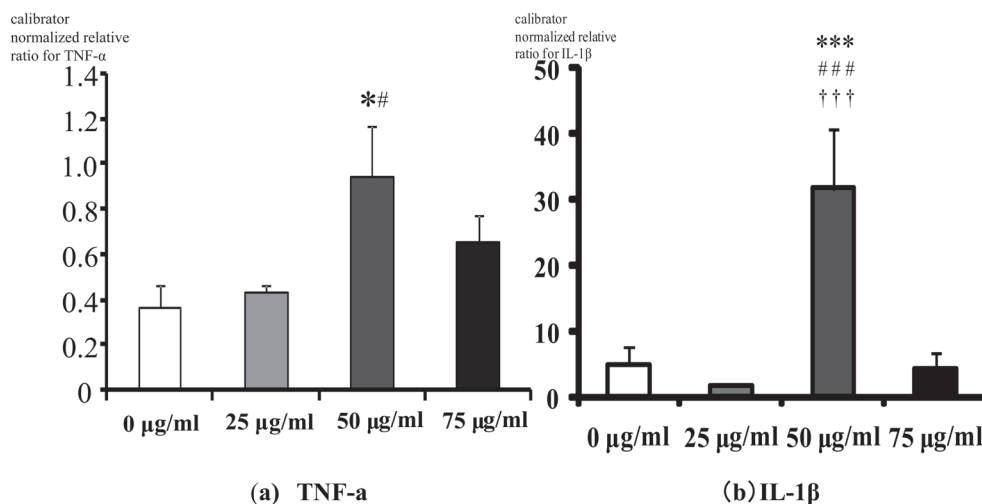 calibrator
normalized relative
ratio for TNF-α
1.4
1.2
1.0
0.8
0.6
0.4
0.2
0
*#
0 µg/ml
25 µg/ml
50 µg/ml
75 µg/ml
(a) TNF-a
calibrator
normalized relative
ratio for IL-1β
50
40
30
20
10
0
***
###
†††
0 µg/ml
25 µg/ml
50 µg/ml
75 µg/ml
(b) IL-1β